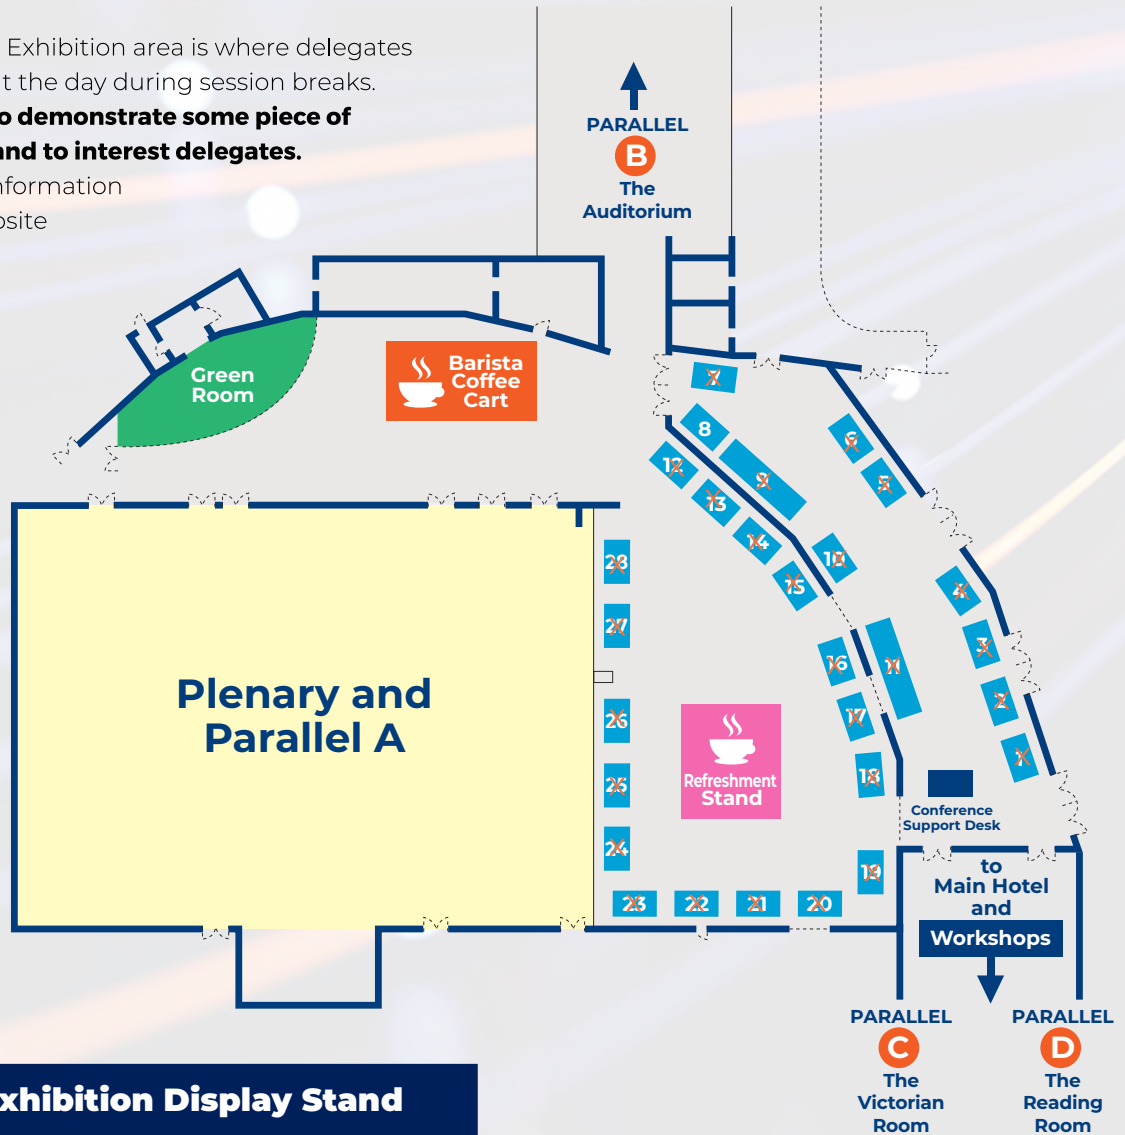 Exhibition area is where delegates
t the day during session breaks.
o demonstrate some piece of
and to interest delegates.
nformation
osite
PARALLEL
B
The
Auditorium
Green
Room
Barista
Coffee
Cart
7
8
6
5
12
9
13
14
10
15
28
27
4
3
16
11
2
17
26
1
18
25
24
19
23
22
21
20
Plenary and
Parallel A
Refreshment
Stand
Conference
Support Desk
to
Main Hotel
and
Workshops
PARALLEL
C
The
Victorian
Room
PARALLEL
D
The
Reading
Room
xhibition Display Stand